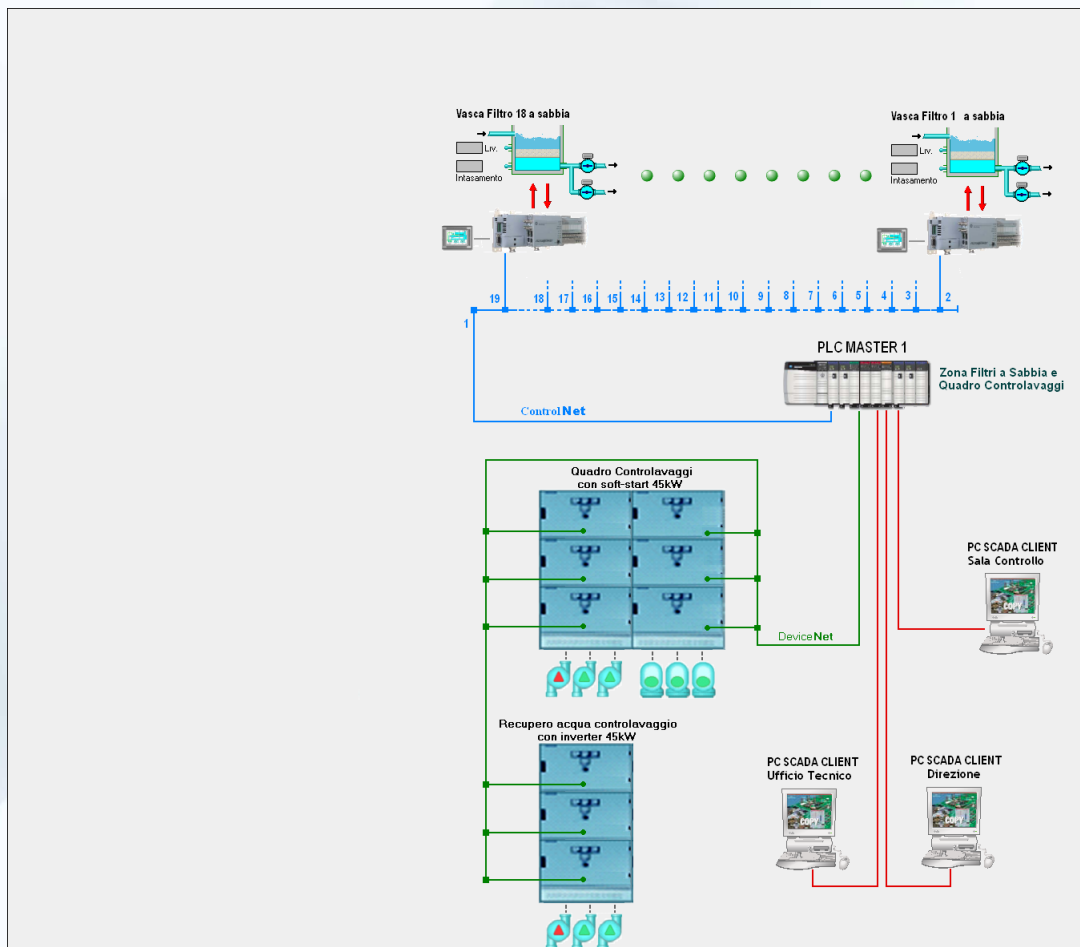 Vasca Filtro 18 a sabbia
Vasca Filtro 1 a sabbia
Liv.
Intasamento
Liv.
Intasamento
19 18 17 16 15 14 13 12 11 10 9 8 7 6 5 4 3 2
1
PLC MASTER 1
Zona Filtri a Sabbia e
Quadro Controlavaggi
ControlNet
Quadro Controlavaggi
con soft-start 45kW
PC SCADA CLIENT
Sala Controllo
COPY
DeviceNet
Recupero acqua controlavaggio
con inverter 45kW
PC SCADA CLIENT
Ufficio Tecnico
COPY
PC SCADA CLIENT
Direzione
COPY